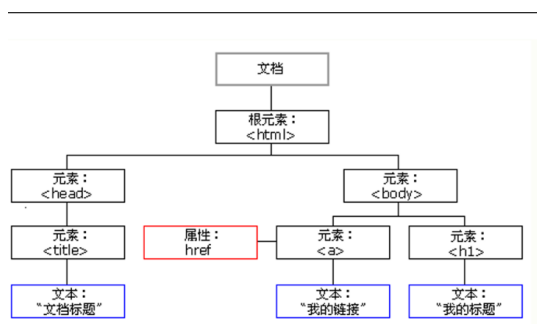 文档
根元素：
<html>
元素：
<head>
元素：
<body>
元素：
<title>
属性：
href
元素：
<a>
元素：
<h1>
文本：
“文档标题”
文本：
“我的链接”
文本：
“我的标题”